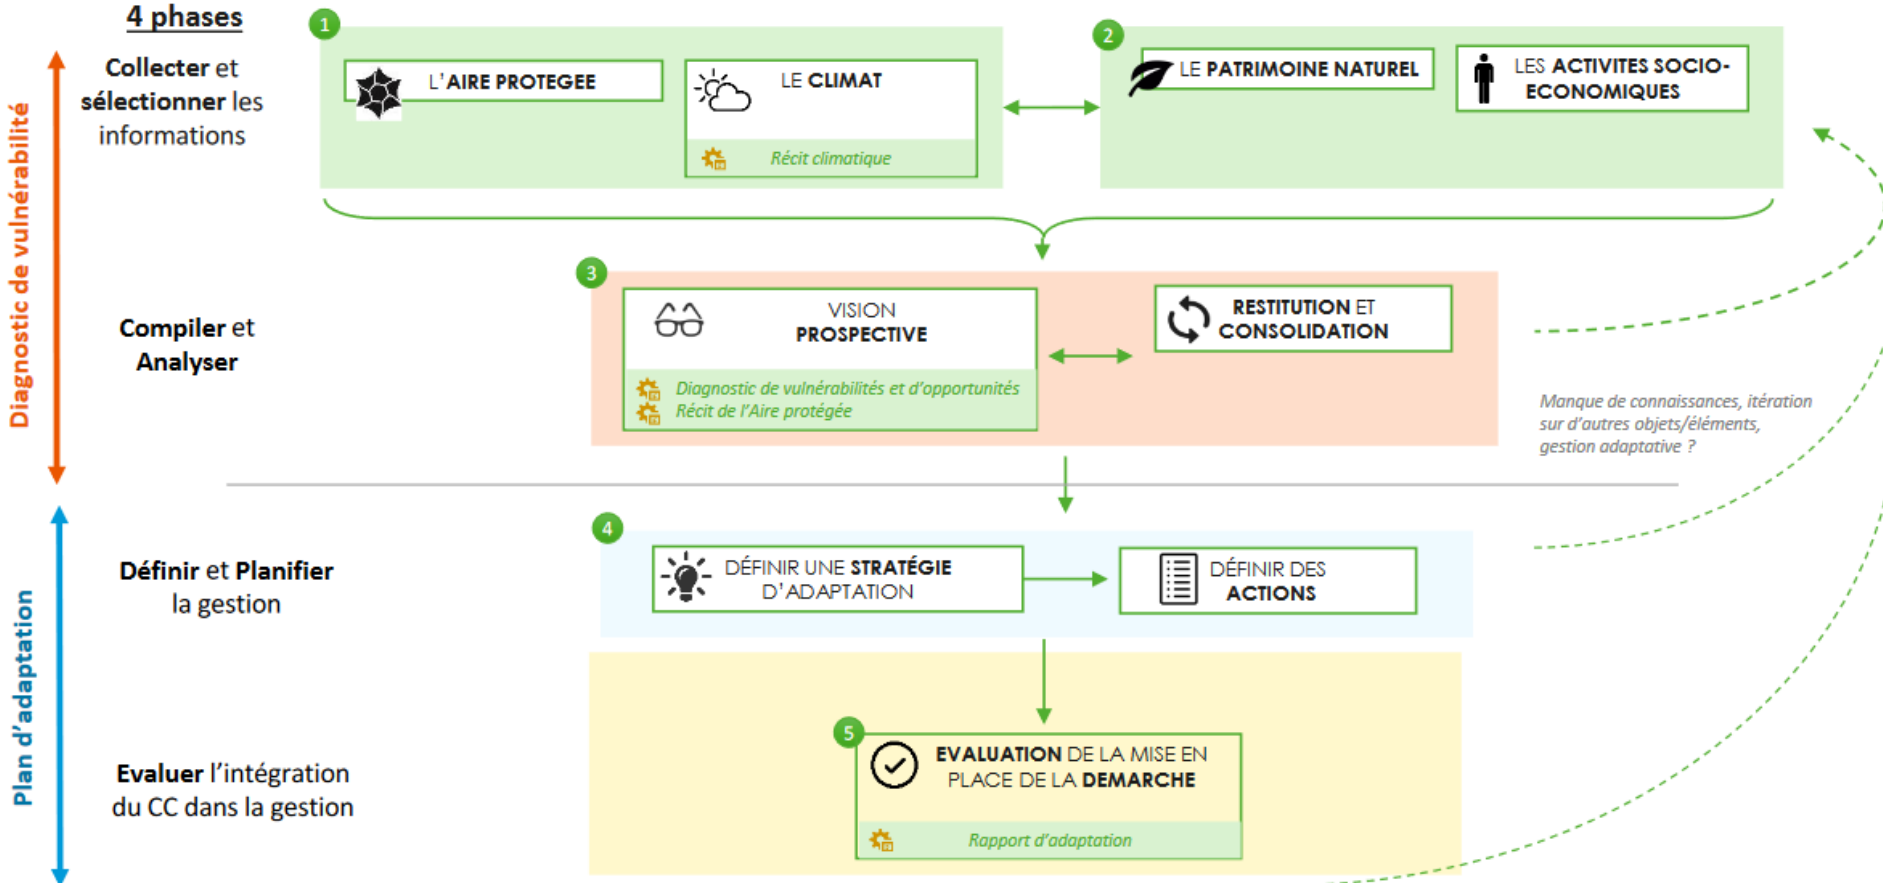 4 phases
Diagnostic de vulnérabilité
Collecter et
sélectionner les
informations
1
L'AIRE PROTEGEE
LE CLIMAT
Récit climatique
2
LE PATRIMOINE NATUREL
LES ACTIVITES SOCIO-
ECONOMIQUES
Compiler et
Analyser
3
VISION
PROSPECTIVE
Diagnostic de vulnérabilités et d'opportunités
Récit de l'Aire protégée
RESTITUTION ET
CONSOLIDATION
Manque de connaissances, itération
sur d'autres objets/éléments,
gestion adaptative ?
Plan d'adaptation
Définir et Planifier
la gestion
4
DÉFINIR UNE STRATÉGIE
D'ADAPTATION
DÉFINIR DES
ACTIONS
Evaluer l'intégration
du CC dans la gestion
5
EVALUATION DE LA MISE EN
PLACE DE LA DEMARCHE
Rapport d'adaptation